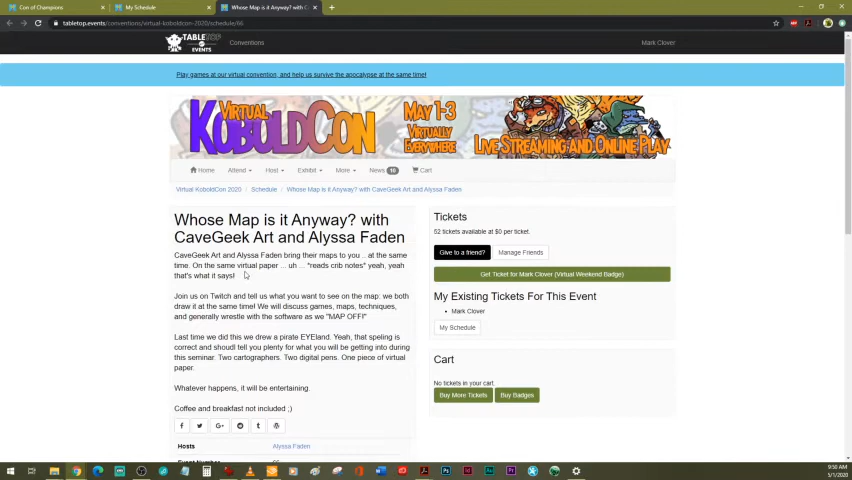 Con of Champions
My Schedule
Whose Map is it Anyway? with C
tabletop.events/conventions/virtual-koboldcon-2020/schedule/66
TABLETOP
EVENTS
Conventions
Mark Clover
Play games at our virtual convention, and help us survive the apocalypse at the same time!
VIRTUAL
KOBOLDCON
MAY 1-3
VIRTUALLY
EVERYWHERE
LIVE STREAMING AND ONLINE PLAY
Home Attend Host Exhibit More News 10 Cart
Virtual KoboldCon 2020 / Schedule / Whose Map is it Anyway? with CaveGeek Art and Alyssa Faden
Whose Map is it Anyway? with
CaveGeek Art and Alyssa Faden
CaveGeek Art and Alyssa Faden bring their maps to you .. at the same
time. On the same virtual paper ... uh ... *reads crib notes* yeah, yeah
that's what it says!
Join us on Twitch and tell us what you want to see on the map: we both
draw it at the same time! We will discuss games, maps, techniques,
and generally wrestle with the software as we "MAP OFF!"
Last time we did this we drew a pirate EYEland. Yeah, that speling is
correct and shoudl tell you plenty for what you will be getting into during
this seminar. Two cartographers. Two digital pens. One piece of virtual
paper.
Whatever happens, it will be entertaining.
Coffee and breakfast not included ;)
Hosts Alyssa Faden
Event Number 66
Tickets
52 tickets available at $0 per ticket.
Give to a friend? Manage Friends
Get Ticket for Mark Clover (Virtual Weekend Badge)
My Existing Tickets For This Event
Mark Clover
My Schedule
Cart
No tickets in your cart.
Buy More Tickets Buy Badges
9:50 AM
5/1/2020